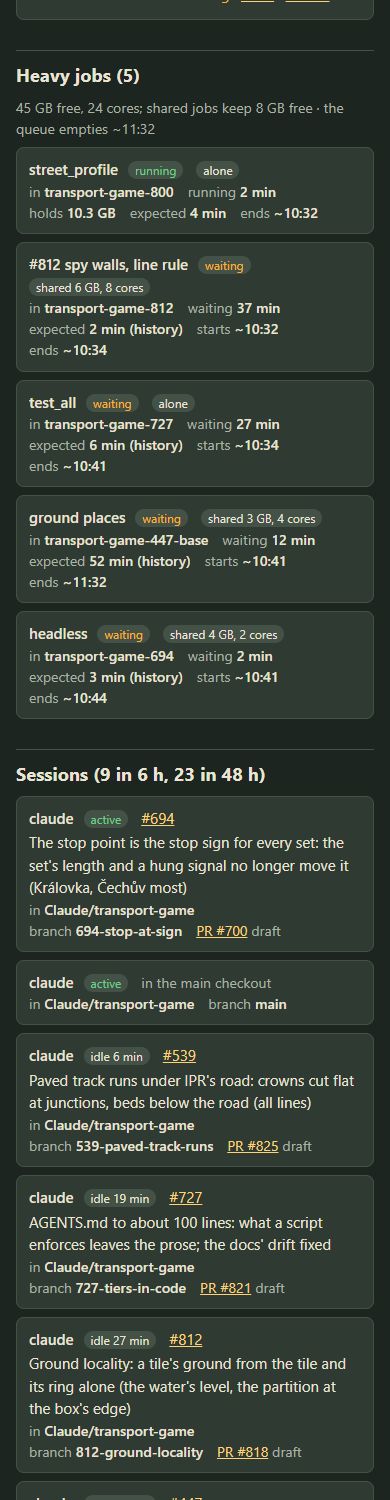 Heavy jobs (5)
45 GB free, 24 cores; shared jobs keep 8 GB free · the
queue empties ~11:32
street_profile running alone
in transport-game-800 running 2 min
holds 10.3 GB expected 4 min ends ~10:32
#812 spy walls, line rule waiting
shared 6 GB, 8 cores
in transport-game-812 waiting 37 min
expected 2 min (history) starts ~10:32
ends ~10:34
test_all waiting alone
in transport-game-727 waiting 27 min
expected 6 min (history) starts ~10:34
ends ~10:41
ground places waiting shared 3 GB, 4 cores
in transport-game-447-base waiting 12 min
expected 52 min (history) starts ~10:41
ends ~11:32
headless waiting shared 4 GB, 2 cores
in transport-game-694 waiting 2 min
expected 3 min (history) starts ~10:41
ends ~10:44
Sessions (9 in 6 h, 23 in 48 h)
claude active #694
The stop point is the stop sign for every set: the
set's length and a hung signal no longer move it
(Královka, Čechův most)
in Claude/transport-game
branch 694-stop-at-sign PR #700 draft
claude active in the main checkout
in Claude/transport-game branch main
claude idle 6 min #539
Paved track runs under IPR's road: crowns cut flat
at junctions, beds below the road (all lines)
in Claude/transport-game
branch 539-paved-track-runs PR #825 draft
claude idle 19 min #727
AGENTS.md to about 100 lines: what a script
enforces leaves the prose; the docs' drift fixed
in Claude/transport-game
branch 727-tiers-in-code PR #821 draft
claude idle 27 min #812
Ground locality: a tile's ground from the tile and
its ring alone (the water's level, the partition at
the box's edge)
in Claude/transport-game
branch 812-ground-locality PR #818 draft